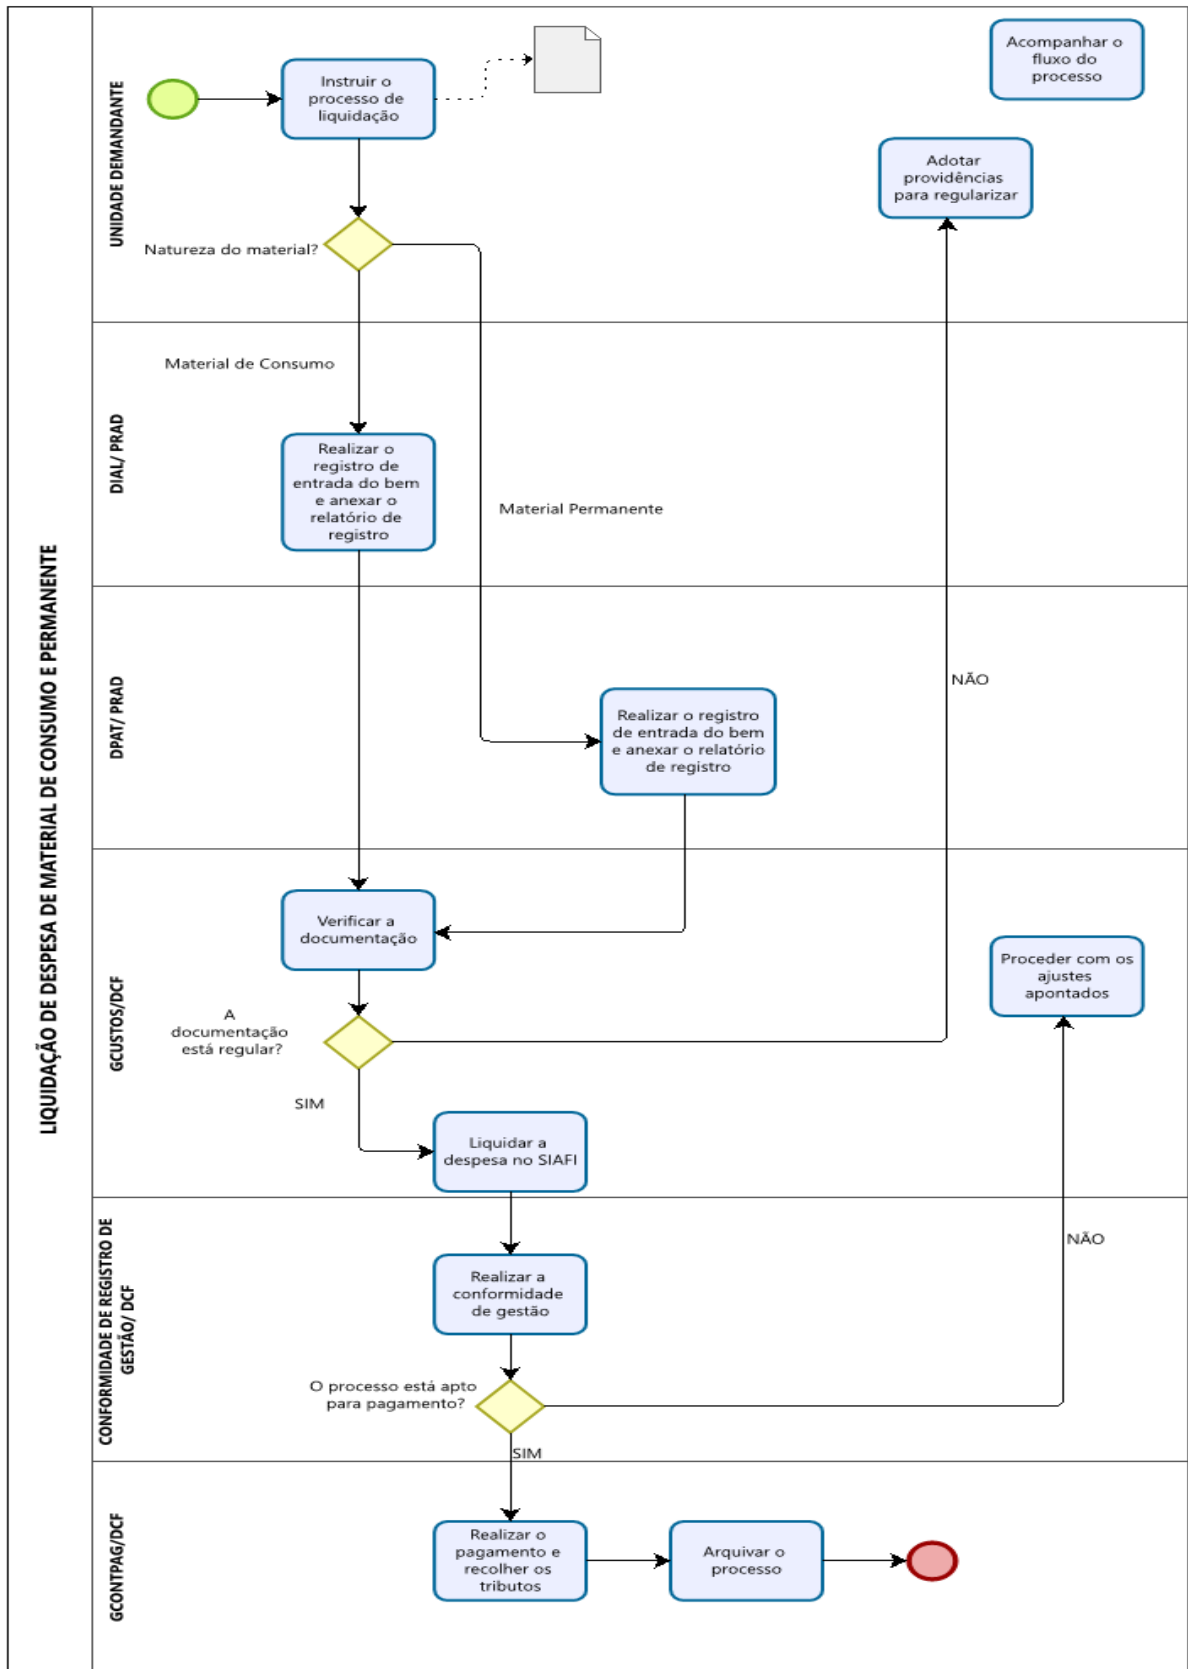 LIQUIDAÇÃO DE DESPESA DE MATERIAL DE CONSUMO E PERMANENTE
UNIDADE DEMANDANTE
Instruir o
processo de
liquidação
Acompanhar o
fluxo do
processo
Adotar
providências
para regularizar
Natureza do material?
DIAL/ PRAD
Material de Consumo
Realizar o
registro de
entrada do bem
e anexar o
relatório de
registro
Material Permanente
DPAT/ PRAD
NÃO
Realizar o registro
de entrada do bem
e anexar o relatório
de registro
GCUSTOS/DCF
Verificar a
documentação
Proceder com os
ajustes
apontados
A
documentação
está regular?
SIM
Liquidar a
despesa no SIAFI
CONFORMIDADE DE REGISTRO DE
GESTÃO/ DCF
NÃO
Realizar a
conformidade
de gestão
O processo está apto
para pagamento?
SIM
GCONTPAG/DCF
Realizar o
pagamento e
recolher os
tributos
Arquivar o
processo